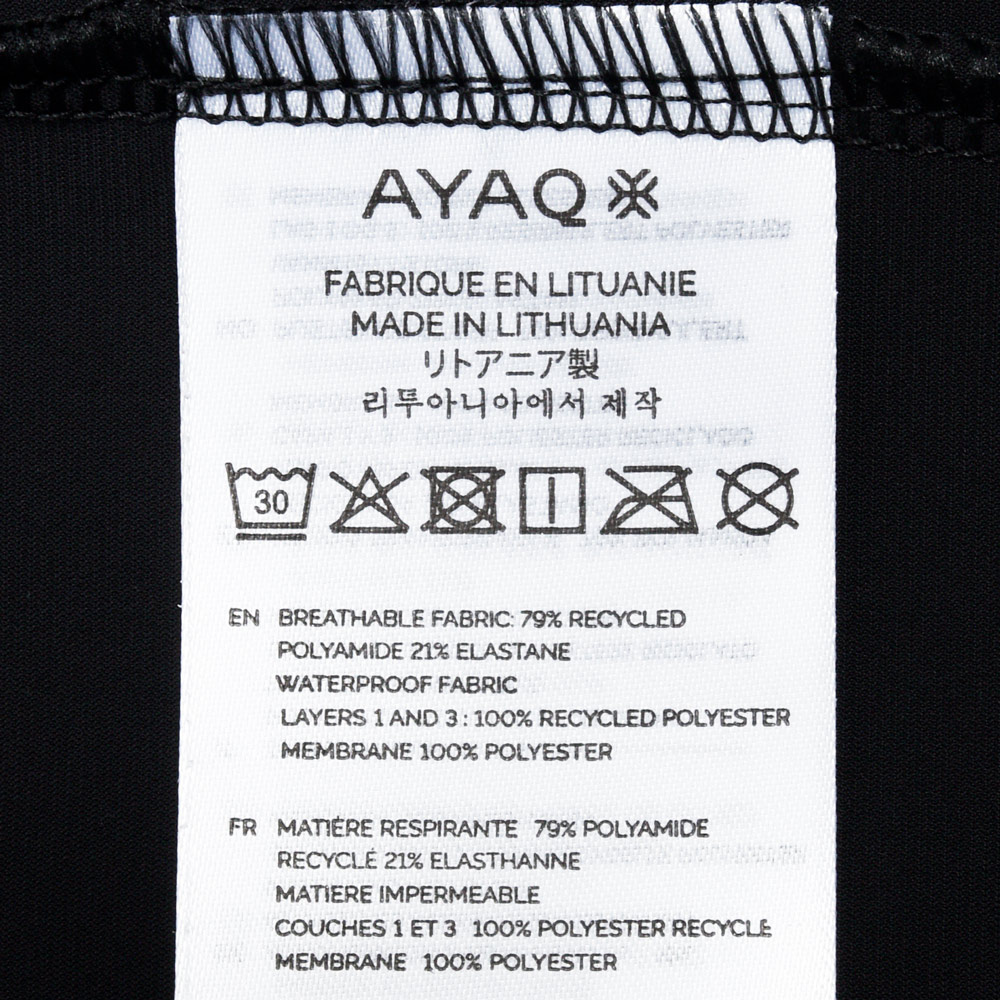 AYAQ
FABRIQUE EN LITUANIE
MADE IN LITHUANIA
リトアニア製
리투아니아에서 제작
30
EN BREATHABLE FABRIC: 79% RECYCLED
POLYAMIDE 21% ELASTANE
WATERPROOF FABRIC
LAYERS 1 AND 3 : 100% RECYCLED POLYESTER
MEMBRANE 100% POLYESTER
FR MATIÈRE RESPIRANTE 79% POLYAMIDE
RECYCLÉ 21% ELASTHANNE
MATIERE IMPERMEABLE
COUCHES 1 ET 3 100% POLYESTER RECYCLÉ
MEMBRANE 100% POLYESTER